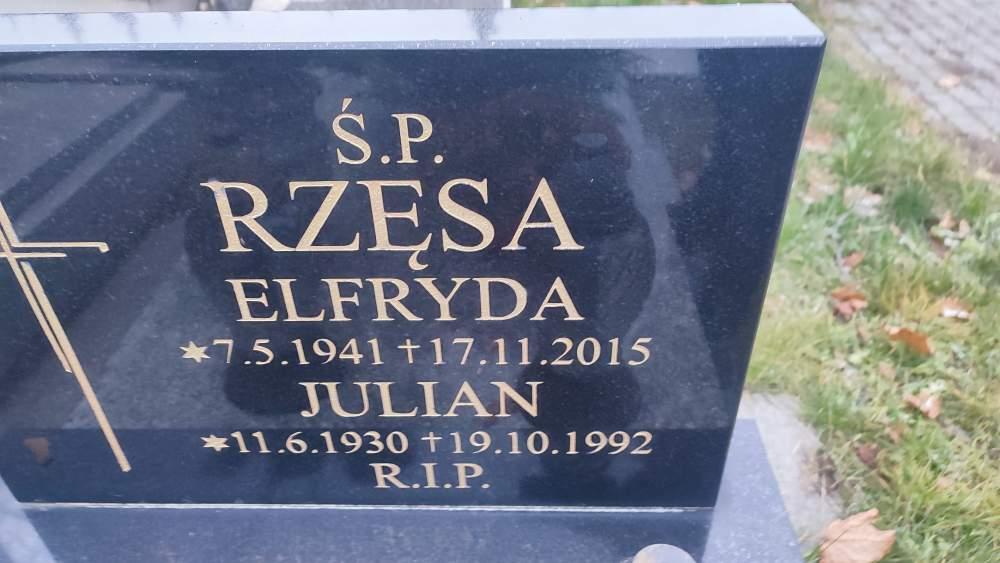 Ś.P.
RZĘSA
ELFRYDA
*7.5.1941 †17.11.2015
JULIAN
*11.6.1930 †19.10.1992
R.I.P.